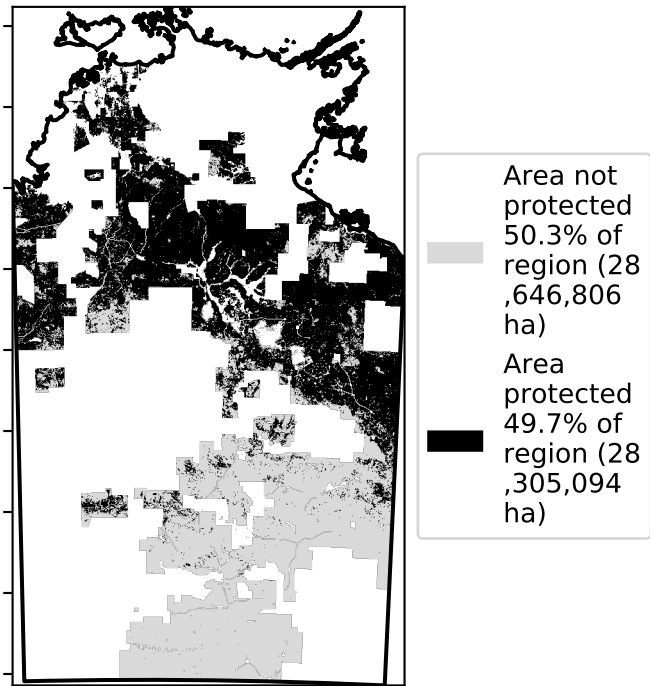 Area not
protected
50.3% of
region (28
,646,806
ha)
Area
protected
49.7% of
region (28
,305,094
ha)